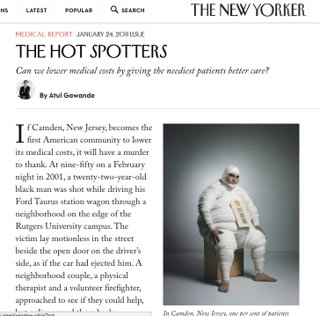 NS LATEST POPULAR SEARCH THE NEW YORKER
MEDICAL REPORT JANUARY 24, 2011 ISSUE
THE HOT SPOTTERS
Can we lower medical costs by giving the neediest patients better care?
By Atul Gawande
If Camden, New Jersey, becomes the
first American community to lower
its medical costs, it will have a murder
to thank. At nine-fifty on a February
night in 2001, a twenty-two-year-old
black man was shot while driving his
Ford Taurus station wagon through a
neighborhood on the edge of the
Rutgers University campus. The
victim lay motionless in the street
beside the open door on the driver's
side, as if the car had ejected him. A
neighborhood couple, a physical
therapist and a volunteer firefighter,
approached to see if they could help,
In Camden, New Jersey, one per cent of patients